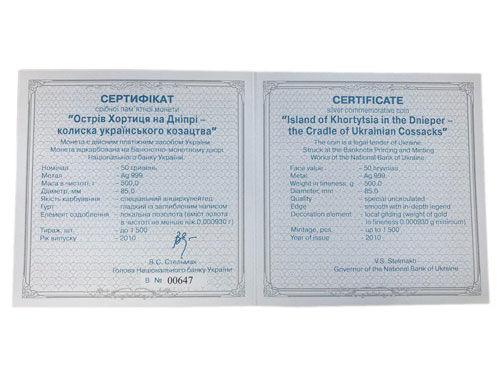 СЕРТИФІКАТ
срібної пам'ятної монети
"Острів Хортиця на Дніпрі –
колиска українського козацтва"
Монета є дійсним платіжним засобом України.
Монета викарбована на Банкнотно-монетному дворі
Національного банку України.
Номінал - 50 гривень
Метал - Ag 999
Маса в чистоті, г - 500,0
Діаметр, мм - 85.0
Якість карбування - спеціальний анциркулейтед
Гурт - гладкий з заглибленим написом
Елемент оздоблення - локальна позолота (вміст золота
в чистоті не менше ніж 0.000930 г)
Тираж, шт. - до 1 500
Рік випуску - 2010
В.С. Стельмах
Голова Національного банку України
В № 00647
CERTIFICATE
silver commemorative coin
"Island of Khortytsia in the Dnieper –
the Cradle of Ukrainian Cossacks"
The coin is a legal tender of Ukraine.
Struck at the Banknote Printing and Minting
Works of the National Bank of Ukraine.
Face value - 50 hryvnias
Metal - Ag 999
Weight in fineness, g - 500.0
Diameter, mm - 85.0
Quality - special uncirculated
Edge - smooth with in-depth legend
Decoration element - local gilding (weight of gold
in fineness 0.000930 g minimum)
Mintage, pcs. - up to 1 500
Year of issue - 2010
V.S. Stelmakh
Governor of the National Bank of Ukraine